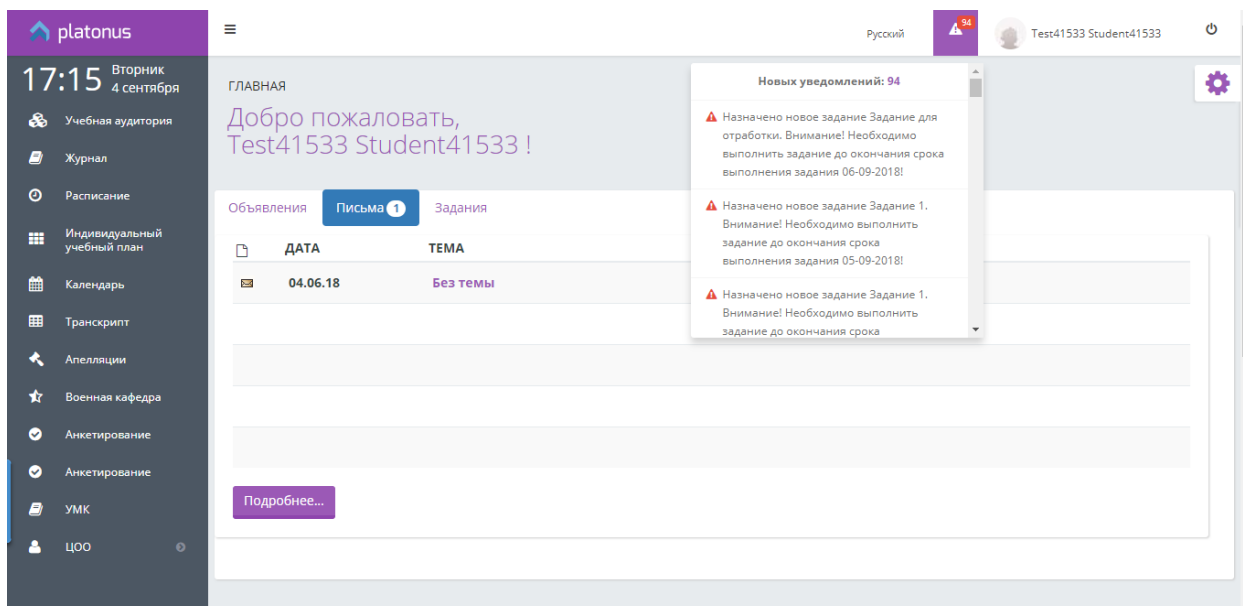 platonus
Русский
94
Test41533 Student41533
17:15
Вторник
4 сентября
Учебная аудитория
Журнал
Расписание
Индивидуальный
учебный план
Календарь
Транскрипт
Апелляции
Военная кафедра
Анкетирование
Анкетирование
УМК
ЦОО
ГЛАВНАЯ
Добро пожаловать,
Test41533 Student41533 !
Объявления Письма 1 Задания
ДАТА ТЕМА
04.06.18 Без темы
Подробнее...
Новых уведомлений: 94
Назначено новое задание Задание для
отработки. Внимание! Необходимо
выполнить задание до окончания срока
выполнения задания 06-09-2018!
Назначено новое задание Задание 1.
Внимание! Необходимо выполнить
задание до окончания срока
выполнения задания 05-09-2018!
Назначено новое задание Задание 1.
Внимание! Необходимо выполнить
задание до окончания срока